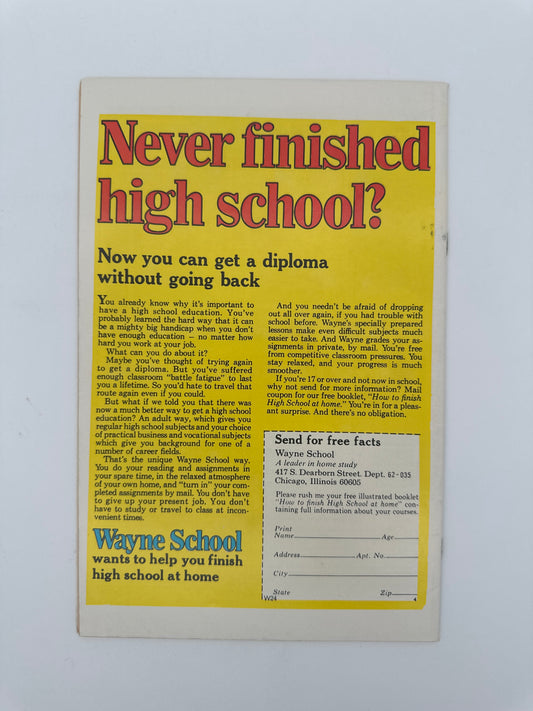 Never finished
high school?
Now you can get a diploma
without going back
You already know why it's important to
have a high school education. You've
probably learned the hard way that it can
be a mighty big handicap when you don't
have enough education – no matter how
hard you work at your job.
What can you do about it?
Maybe you've thought of trying again
to get a diploma. But you've suffered
enough classroom "battle fatigue" to last
you a lifetime. So you'd hate to travel that
route again even if you could.
But what if we told you that there was
now a much better way to get a high school
education? An adult way, which gives you
regular high school subjects and your choice
of practical business and vocational subjects
which give you background for one of a
number of career fields.
That's the unique Wayne School way.
You do your reading and assignments in
your spare time, in the relaxed atmosphere
of your own home, and "turn in" your com-
pleted assignments by mail. You don't have
to give up your present job. You don't
have to study or travel to class at incon-
venient times.
Wayne School
wants to help you finish
high school at home
And you needn't be afraid of dropping
out all over again, if you had trouble with
school before. Wayne's specially prepared
lessons make even difficult subjects much
easier to take. And Wayne grades your as-
signments in private, by mail. You're free
from competitive classroom pressures. You
stay relaxed, and your progress is much
smoother.
If you're 17 or over and not now in school,
why not send for more information? Mail
coupon for our free booklet, "How to finish
High School at home." You're in for a pleas-
ant surprise. And there's no obligation.
Send for free facts
Wayne School
A leader in home study
417 S. Dearborn Street. Dept. 62-035
Chicago, Illinois 60605
Please rush me your free illustrated booklet
"How to finish High School at home" con-
taining full information about your courses.
Print
Name Age
Address Apt. No.
City
State Zip
W24 4